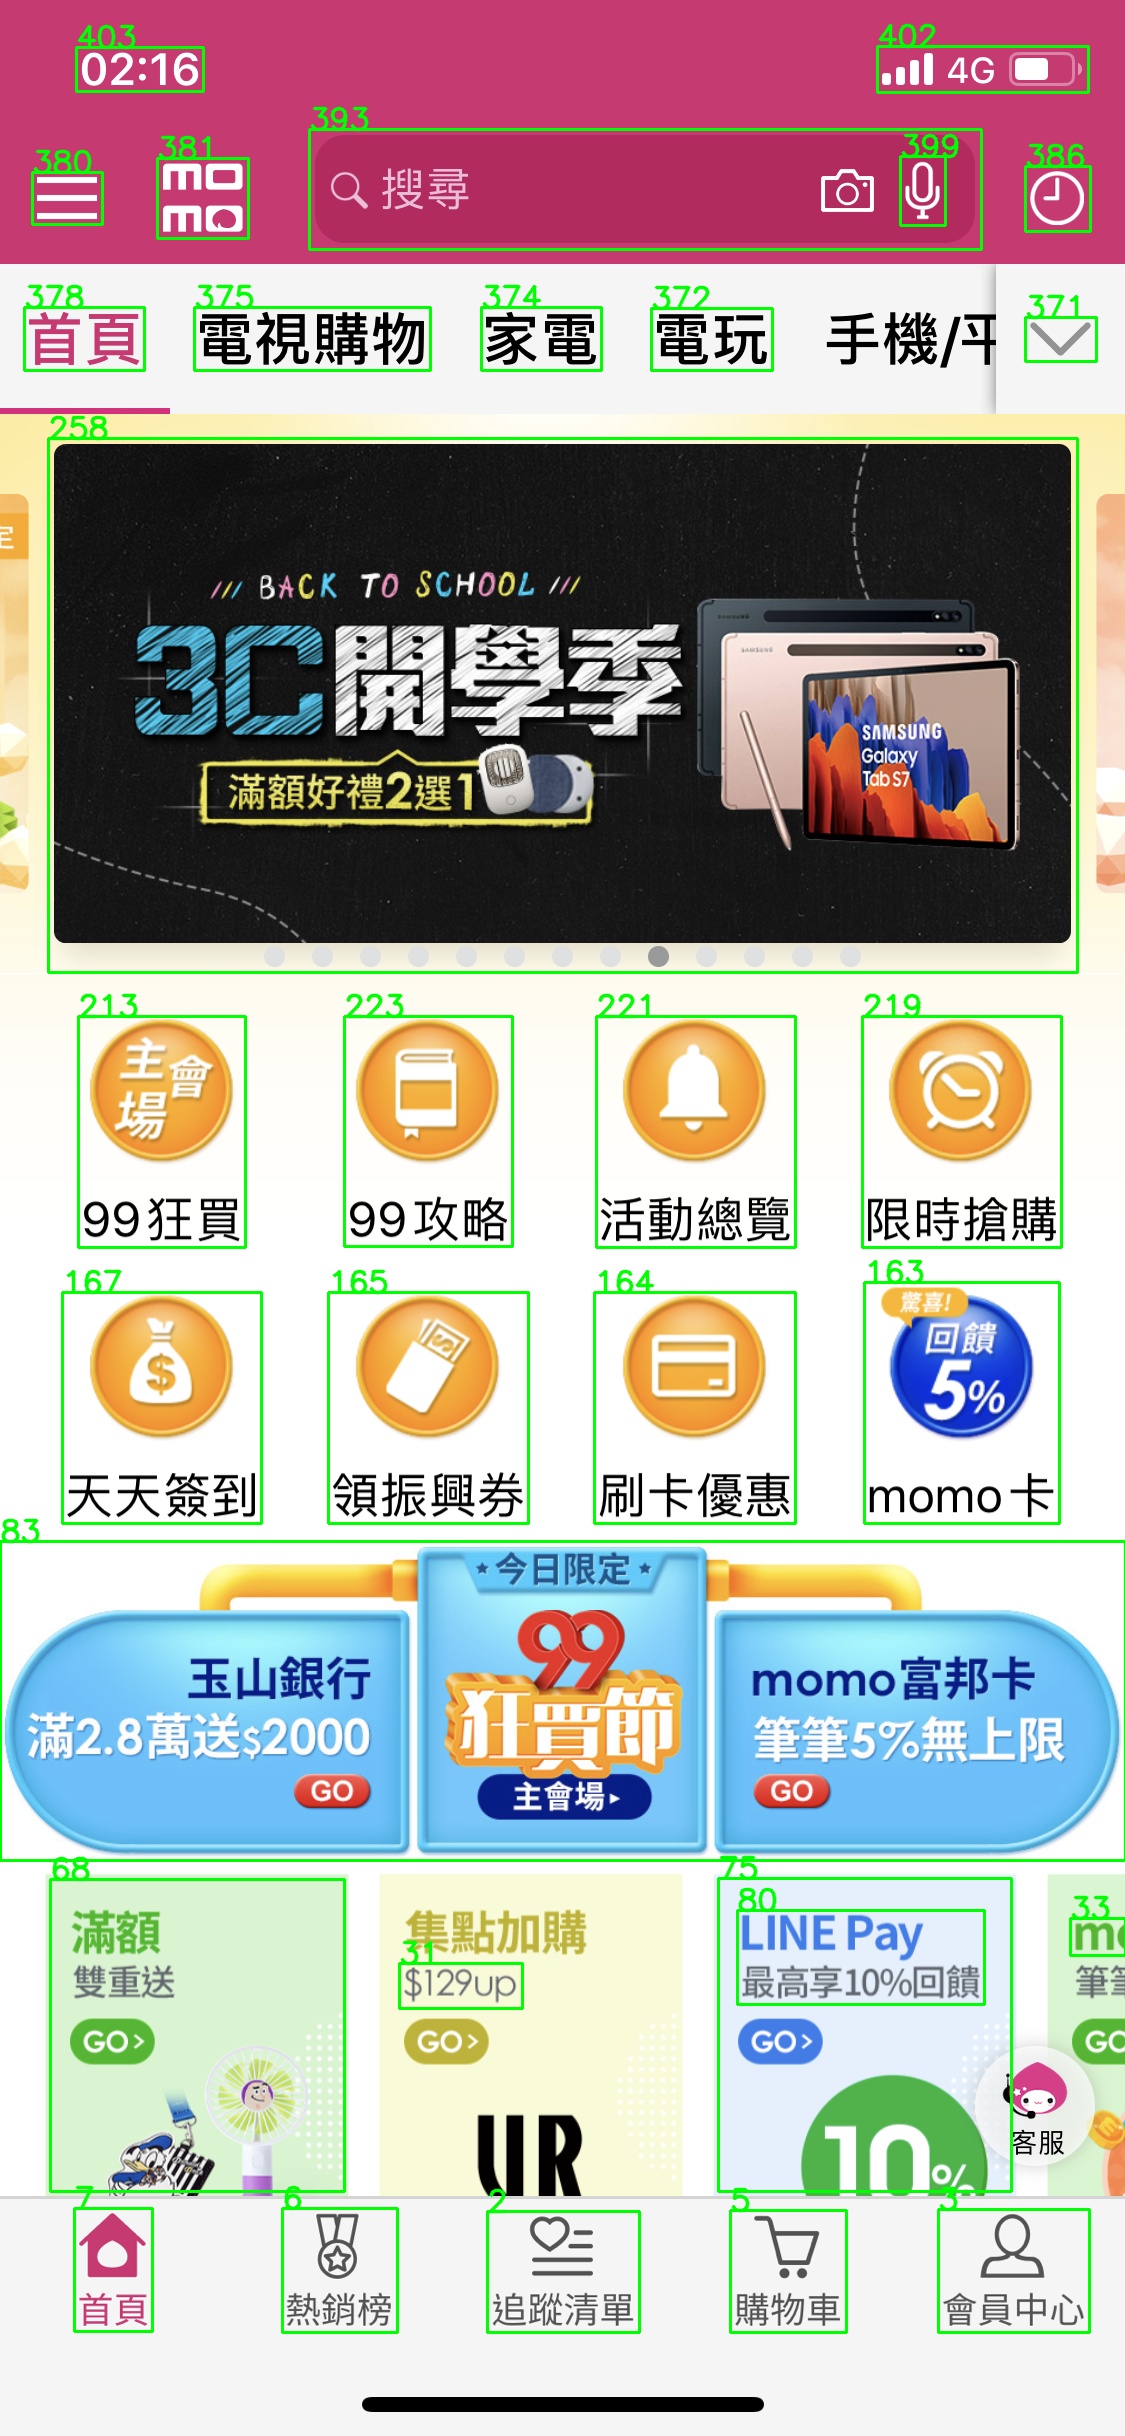 403
02:16
402
4G
380
381
mo
mo
393
搜尋
399
386
378
首頁
375
電視購物
374
家電
372
電玩
手機/平
371
258
/// BACK TO SCHOOL ///
3C開學季
滿額好禮2選1
SAMSUNG
SAMSUNG
SAMSUNG
Galaxy
Tab S7
213
主會場
99狂買
223
99攻略
221
活動總覽
219
限時搶購
167
$
天天簽到
165
領振興券
164
刷卡優惠
163
驚喜!
回饋
5%
momo卡
83
玉山銀行
滿2.8萬送$2000
GO
今日限定
99
狂買節
主會場▸
momo富邦卡
筆筆5%無上限
GO
68
滿額
雙重送
GO>
集點加購
31
$129up
GO>
UR
75
80
LINE Pay
最高享10%回饋
GO>
10%
33
mo
筆筆
GO
客服
7
首頁
6
熱銷榜
2
追蹤清單
5
購物車
3
會員中心